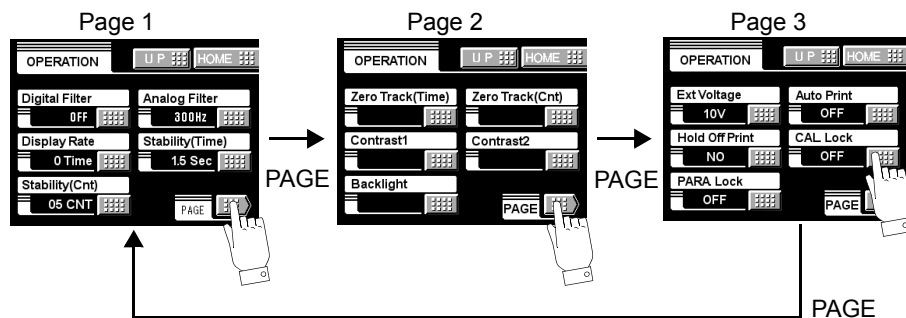 Page 1
OPERATION
UP
HOME
Digital Filter
OFF
Analog Filter
300Hz
Display Rate
0 Time
Stability(Time)
1.5 Sec
Stability(Cnt)
05 CNT
PAGE
PAGE
Page 2
OPERATION
UP
HOME
Zero Track(Time)
Zero Track(Cnt)
Contrast1
Contrast2
Backlight
PAGE
PAGE
Page 3
OPERATION
UP
HOME
Ext Voltage
10V
Auto Print
OFF
Hold Off Print
NO
CAL Lock
OFF
PARA Lock
OFF
PAGE
PAGE